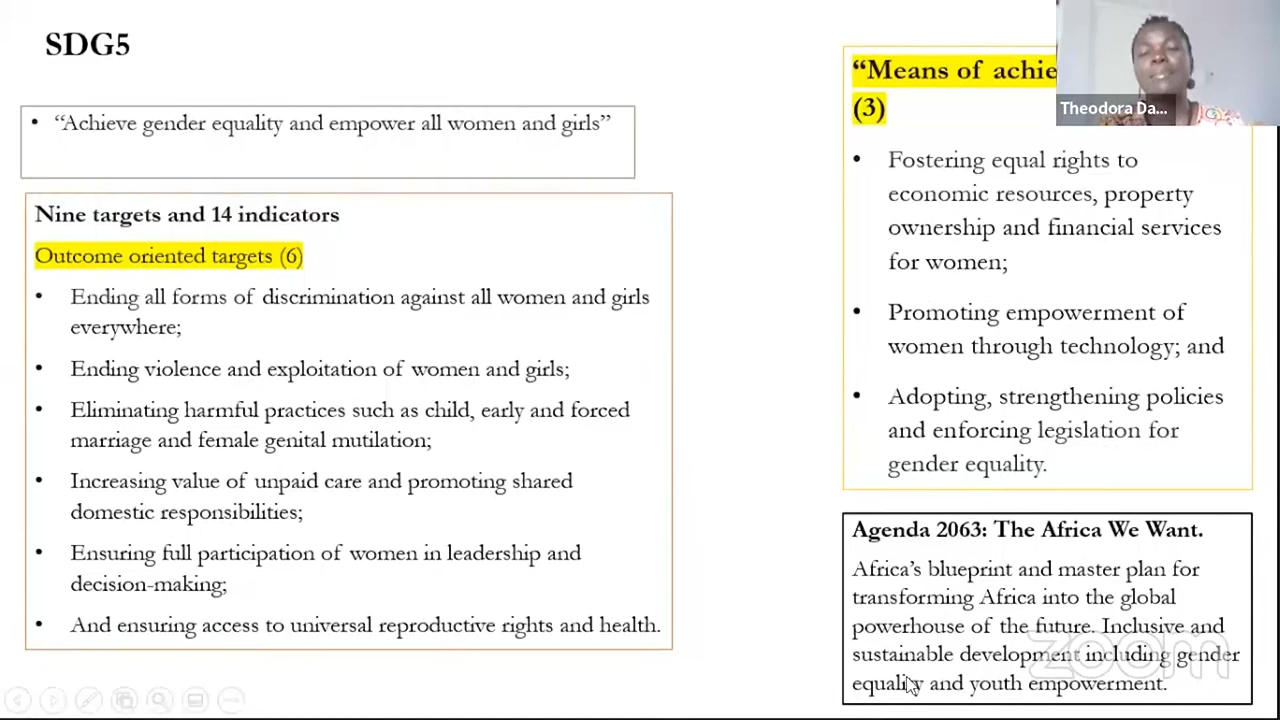 SDG5
• “Achieve gender equality and empower all women and girls”
Nine targets and 14 indicators
Outcome oriented targets (6)
• Ending all forms of discrimination against all women and girls
everywhere;
• Ending violence and exploitation of women and girls;
• Eliminating harmful practices such as child, early and forced
marriage and female genital mutilation;
• Increasing value of unpaid care and promoting shared
domestic responsibilities;
• Ensuring full participation of women in leadership and
decision-making;
• And ensuring access to universal reproductive rights and health.
“Means of achie
(3)
• Fostering equal rights to
economic resources, property
ownership and financial services
for women;
• Promoting empowerment of
women through technology; and
• Adopting, strengthening policies
and enforcing legislation for
gender equality.
Agenda 2063: The Africa We Want.
Africa’s blueprint and master plan for
transforming Africa into the global
powerhouse of the future. Inclusive and
sustainable development including gender
equality and youth empowerment.
Theodora Da...
zoom